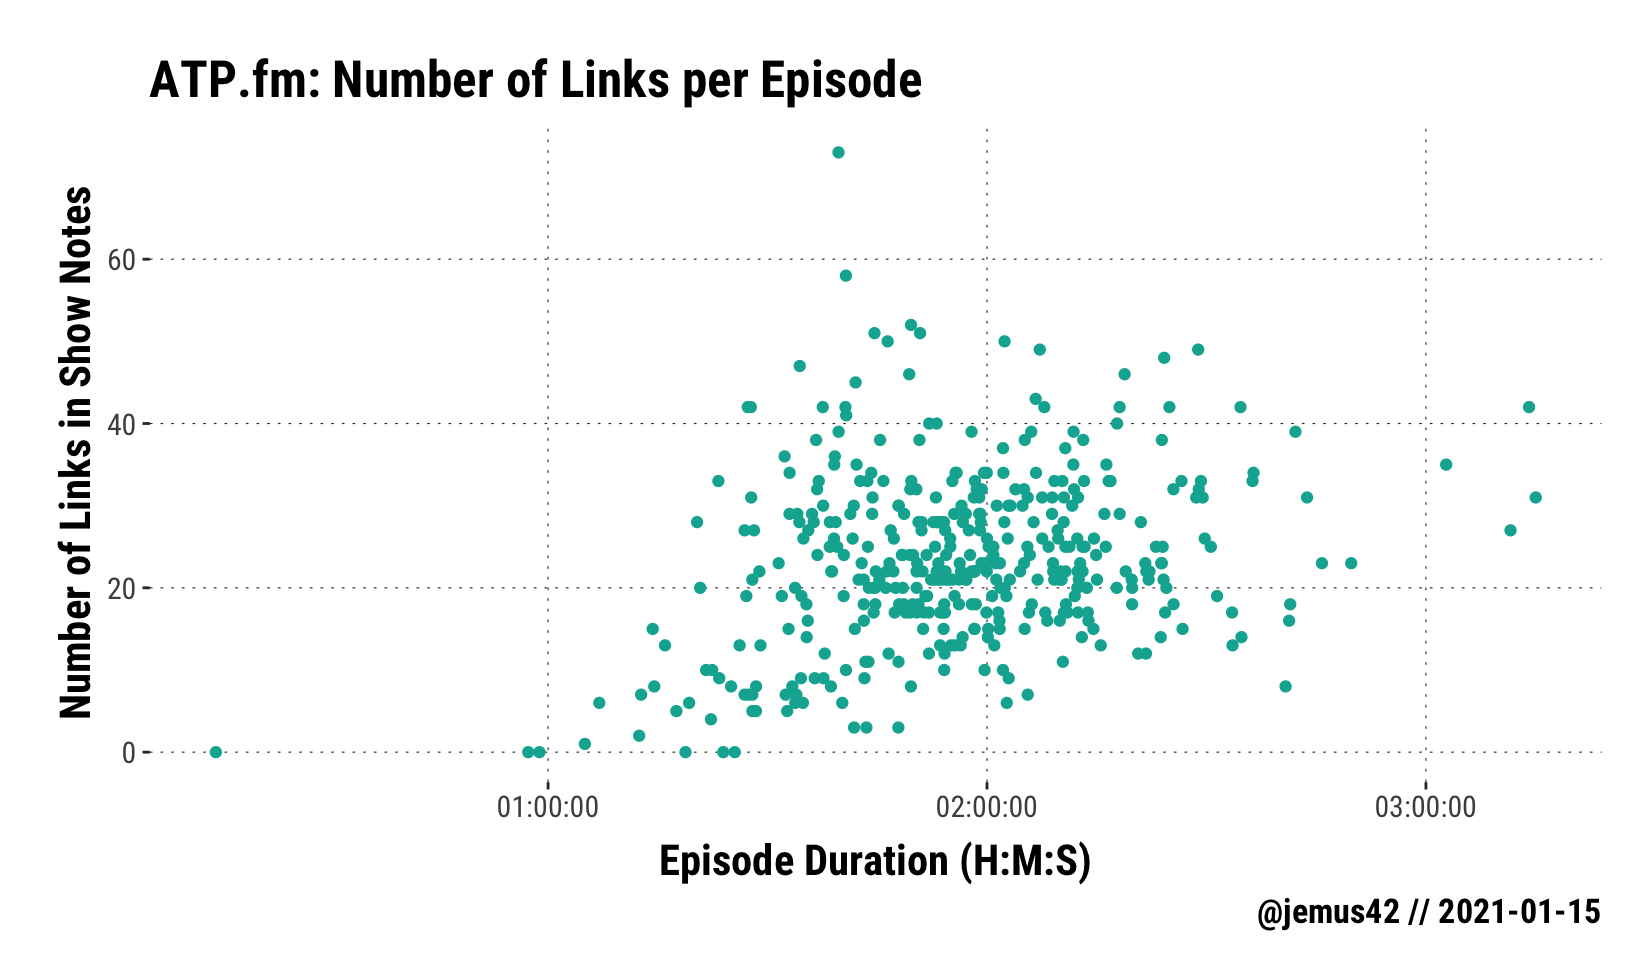 ATP.fm: Number of Links per Episode
Number of Links in Show Notes
60
40
20
0
01:00:00 02:00:00 03:00:00
Episode Duration (H:M:S)
@jemus42 // 2021-01-15